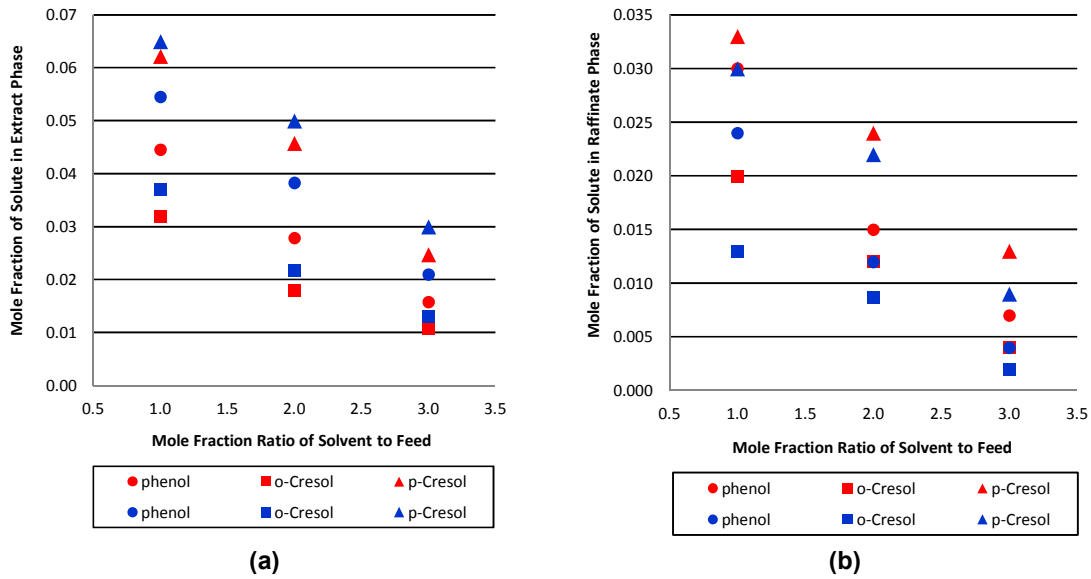 Mole Fraction of Solute in Extract Phase
0.07
0.06
0.05
0.04
0.03
0.02
0.01
0.00
0.5 1.0 1.5 2.0 2.5 3.0 3.5
Mole Fraction Ratio of Solvent to Feed
phenol o-Cresol p-Cresol
phenol o-Cresol p-Cresol
(a)
Mole Fraction of Solute in Raffinate Phase
0.035
0.030
0.025
0.020
0.015
0.010
0.005
0.000
0.5 1.0 1.5 2.0 2.5 3.0 3.5
Mole Fraction Ratio of Solvent to Feed
phenol o-Cresol p-Cresol
phenol o-Cresol p-Cresol
(b)